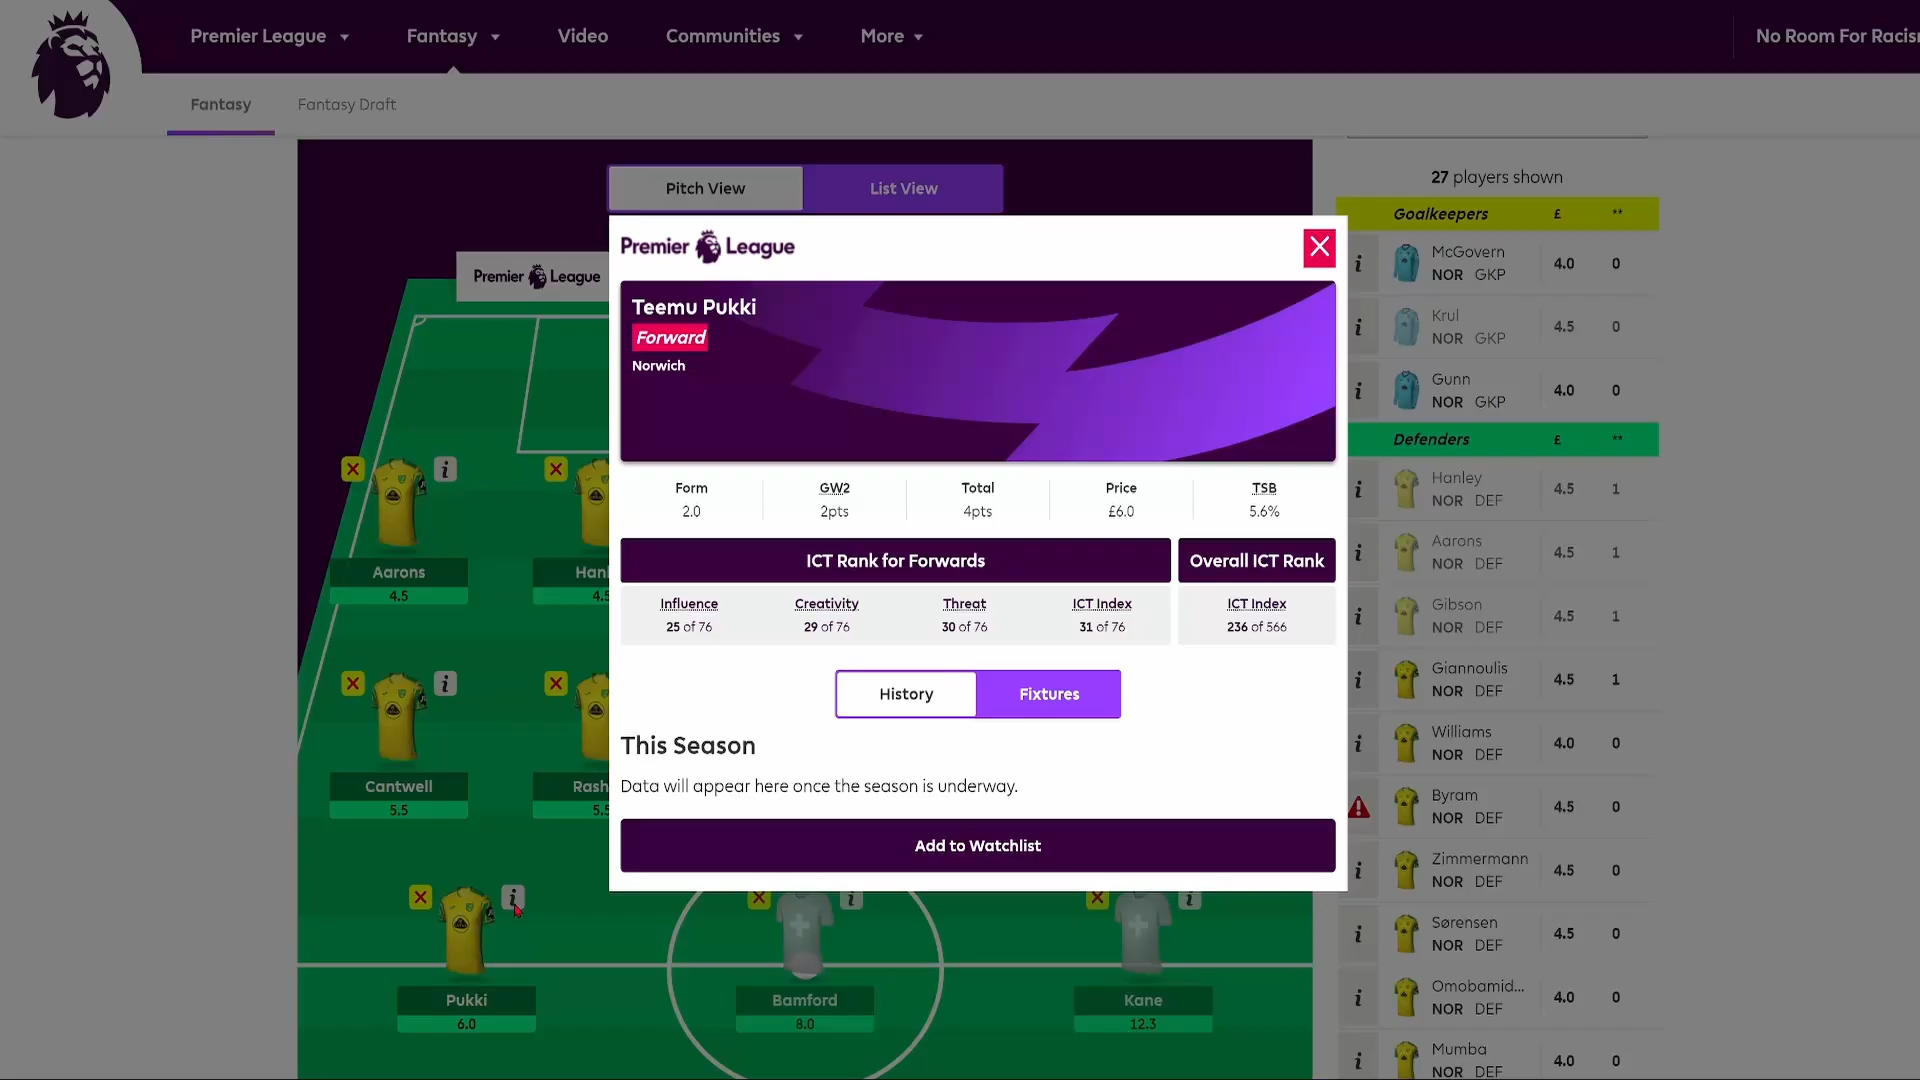 Premier League
Fantasy
Video
Communities
More
No Room For Racis
Fantasy
Fantasy Draft
Pitch View
List View
27 players shown
Premier League
Premier League
Teemu Pukki
Forward
Norwich
Form
2.0
GW2
2pts
Total
4pts
Price
£6.0
TSB
5.6%
ICT Rank for Forwards
Overall ICT Rank
Influence
25 of 76
Creativity
29 of 76
Threat
30 of 76
ICT Index
31 of 76
ICT Index
236 of 566
History
Fixtures
This Season
Data will appear here once the season is underway.
Add to Watchlist
Aarons
4.5
Hanl
4.5
Cantwell
5.5
Rash
5.5
Pukki
6.0
Bamford
8.0
Kane
12.3
Goalkeepers £ **
McGovern
NOR GKP
4.0 0
Krul
NOR GKP
4.5 0
Gunn
NOR GKP
4.0 0
Defenders £ **
Hanley
NOR DEF
4.5 1
Aarons
NOR DEF
4.5 1
Gibson
NOR DEF
4.5 1
Giannoulis
NOR DEF
4.5 1
Williams
NOR DEF
4.0 0
Byram
NOR DEF
4.5 0
Zimmermann
NOR DEF
4.5 0
Sørensen
NOR DEF
4.5 0
Omobamid...
NOR DEF
4.0 0
Mumba
NOR DEF
4.0 0